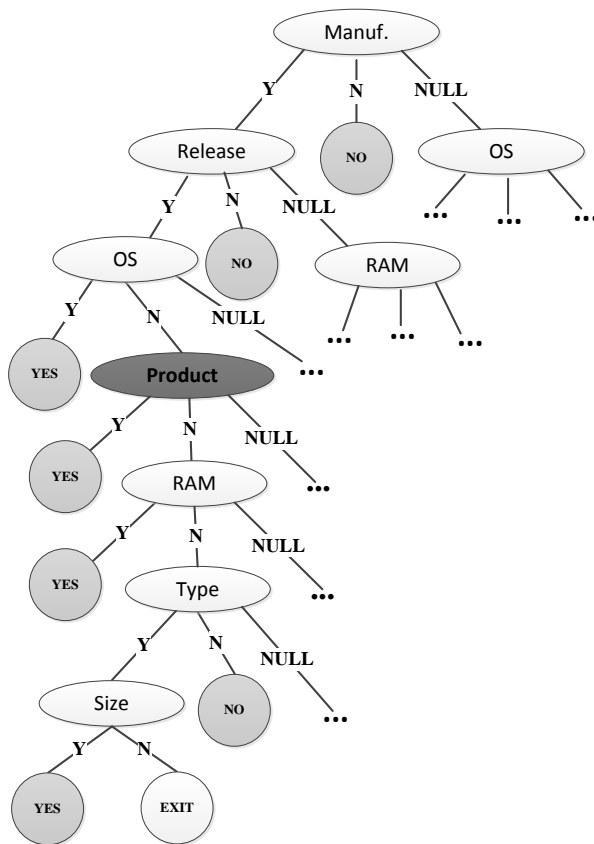 Manuf.
Y N NULL
Release NO OS
Y N NULL ... ... ...
OS NO RAM
Y N NULL ... ... ...
YES Product ...
Y N NULL
YES RAM ...
Y N NULL
YES Type ...
Y N NULL
Size NO ...
Y N
YES EXIT